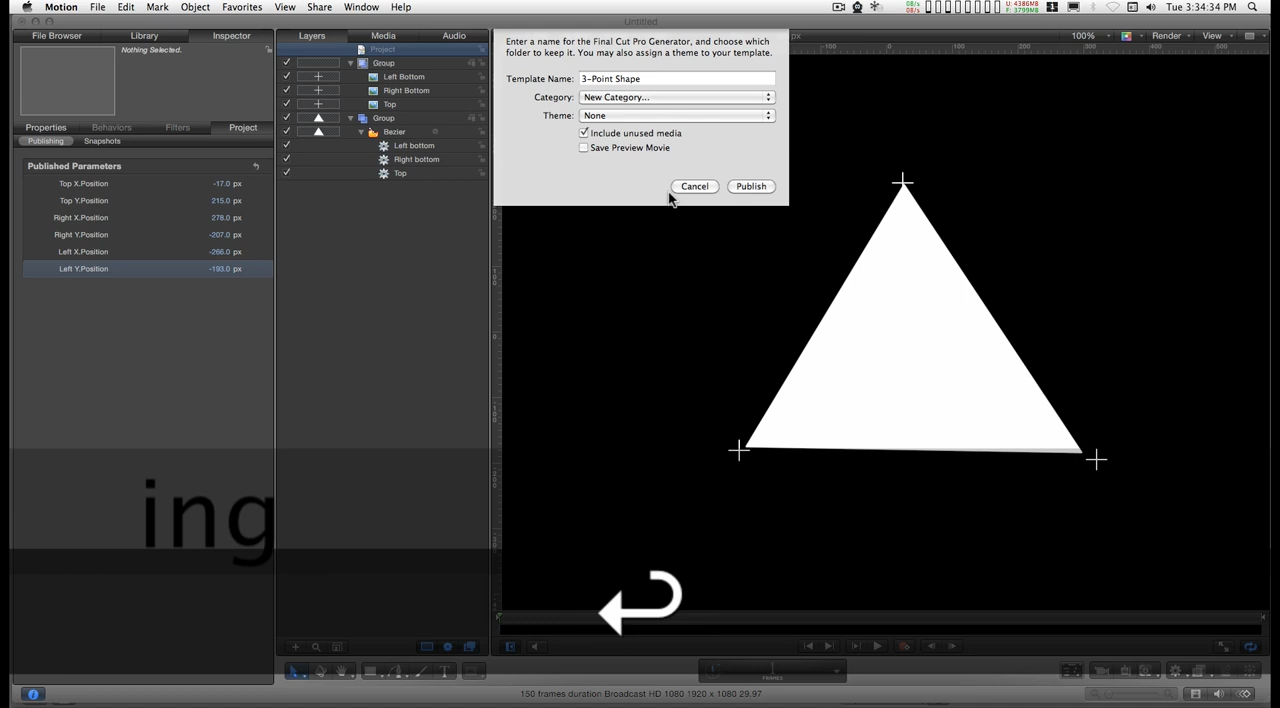 Motion File Edit Mark Object Favorites View Share Window Help
Tue 3:34:34 PM
Untitled
File Browser Library Inspector
Layers Media Audio
100% Render View
Nothing Selected.
Properties Behaviors Filters Project
Publishing Snapshots
Published Parameters
Top X.Position -17.0 px
Top Y.Position 215.0 px
Right X.Position 278.0 px
Right Y.Position -207.0 px
Left X.Position -266.0 px
Left Y.Position -193.0 px
Project
Group
Left Bottom
Right Bottom
Top
Group
Bezier
Left bottom
Right bottom
Top
Enter a name for the Final Cut Pro Generator, and choose which
folder to keep it. You may also assign a theme to your template.
Template Name: 3-Point Shape
Category: New Category...
Theme: None
Include unused media
Save Preview Movie
Cancel Publish
ing
FRAMES
150 frames duration Broadcast HD 1080 1920 x 1080 29.97